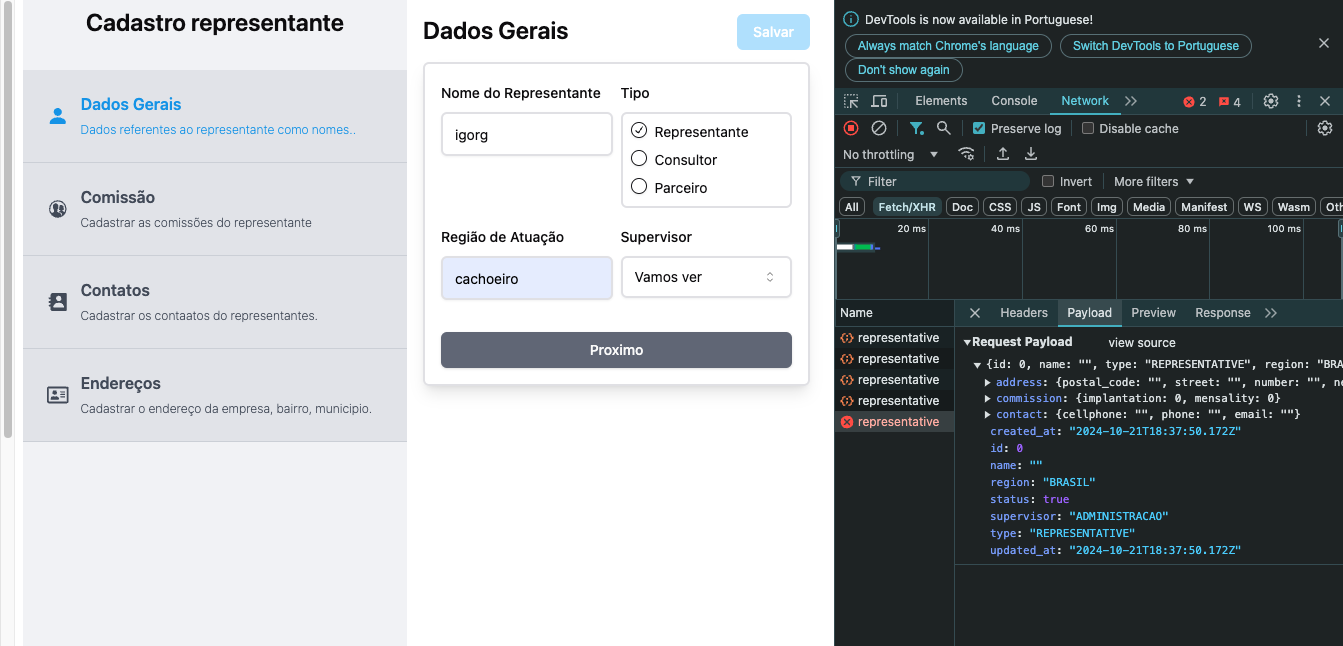 Cadastro representante
Dados Gerais
Dados referentes ao representante como nomes..
Comissão
Cadastrar as comissões do representante
Contatos
Cadastrar os contaatos do representantes.
Endereços
Cadastrar o endereço da empresa, bairro, municipio.
Dados Gerais
Salvar
Nome do Representante
Tipo
igorg
Representante
Consultor
Parceiro
Região de Atuação
Supervisor
cachoeiro
Vamos ver
Proximo
DevTools is now available in Portuguese!
Always match Chrome's language
Switch DevTools to Portuguese
Don't show again
Elements Console Network 2 4
Preserve log Disable cache
No throttling
Filter Invert More filters
All Fetch/XHR Doc CSS JS Font Img Media Manifest WS Wasm
20 ms 40 ms 60 ms 80 ms 100 ms
Name
Headers Payload Preview Response
representative
representative
representative
representative
representative
Request Payload view source
{id: 0, name: "", type: "REPRESENTATIVE", region: "BRA
address: {postal_code: "", street: "", number: "", ne
commission: {implantation: 0, mensality: 0}
contact: {cellphone: "", phone: "", email: ""}
created_at: "2024-10-21T18:37:50.172Z"
id: 0
name: ""
region: "BRASIL"
status: true
supervisor: "ADMINISTRACAO"
type: "REPRESENTATIVE"
updated_at: "2024-10-21T18:37:50.172Z"